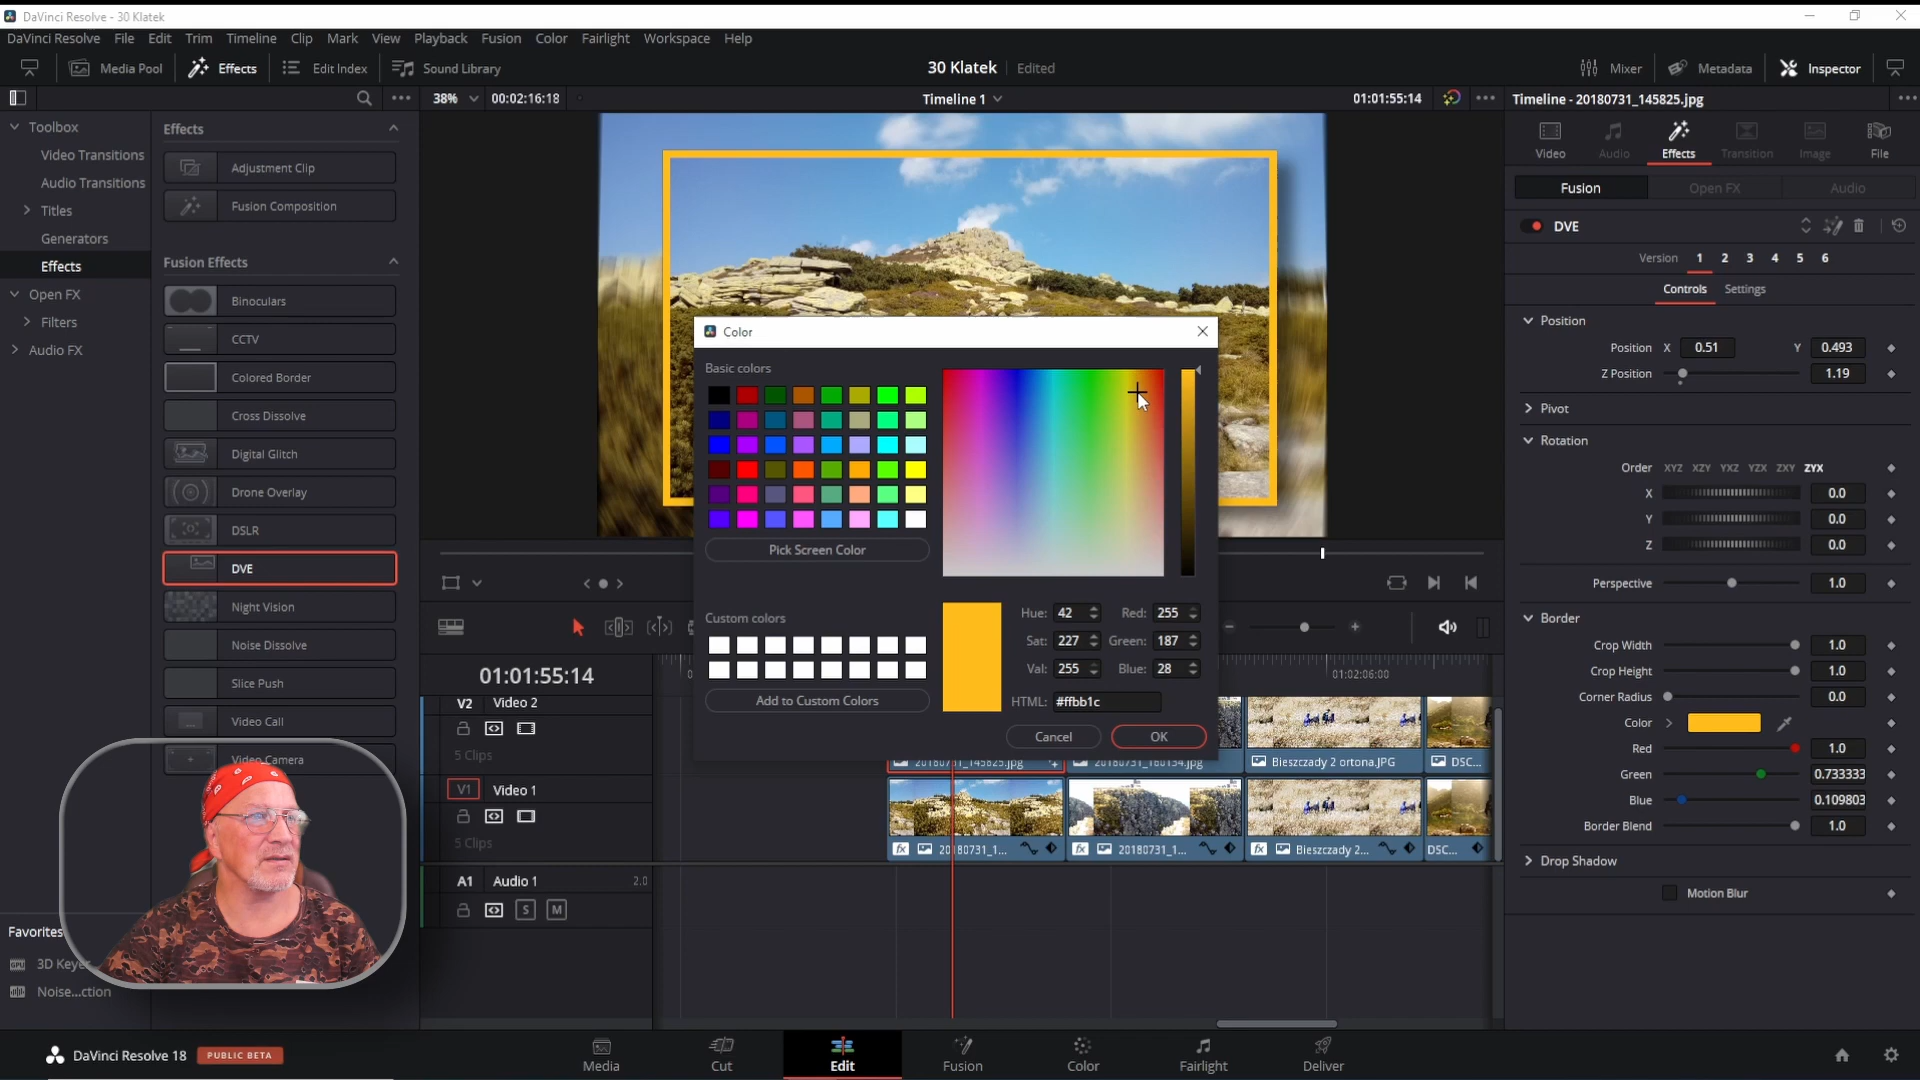 DaVinci Resolve - 30 Klatek
DaVinci Resolve File Edit Trim Timeline Clip Mark View Playback Fusion Color Fairlight Workspace Help
Media Pool Effects Edit Index Sound Library 30 Klatek Edited Mixer Metadata Inspector
38% 00:02:16:18 Timeline 1 01:01:55:14 Timeline - 20180731_145825.jpg
Toolbox
Video Transitions
Audio Transitions
Titles
Generators
Effects
Open FX
Filters
Audio FX
Favorites
3D Keye
Noise...ction
Effects
Adjustment Clip
Fusion Composition
Fusion Effects
Binoculars
CCTV
Colored Border
Cross Dissolve
Digital Glitch
Drone Overlay
DSLR
DVE
Night Vision
Noise Dissolve
Slice Push
Video Call
Video Camera
Color
Basic colors
Pick Screen Color
Custom colors
Add to Custom Colors
Hue: 42 Red: 255
Sat: 227 Green: 187
Val: 255 Blue: 28
HTML: #ffbb1c
Cancel OK
01:01:55:14
01:02:06:00
V2 Video 2
5 Clips
20180731_145825.jpg 20180731_160134.jpg Bieszczady 2 ortona.JPG DSC...
V1 Video 1
5 Clips
20180731_1... 20180731_1... Bieszczady 2... DSC...
A1 Audio 1 2.0
S M
Video Audio Effects Transition Image File
Fusion Open FX Audio
DVE
Version 1 2 3 4 5 6
Controls Settings
Position
Position X 0.51 Y 0.493
Z Position 1.19
Pivot
Rotation
Order XYZ XZY YXZ YZX ZXY ZYX
X 0.0
Y 0.0
Z 0.0
Perspective 1.0
Border
Crop Width 1.0
Crop Height 1.0
Corner Radius 0.0
Color
Red 1.0
Green 0.733333
Blue 0.109803
Border Blend 1.0
Drop Shadow
Motion Blur
DaVinci Resolve 18 PUBLIC BETA
Media Cut Edit Fusion Color Fairlight Deliver